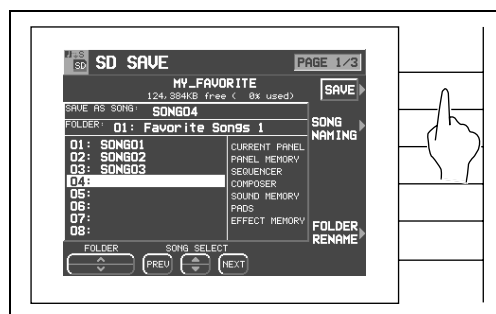 SD
SD SAVE
PAGE 1/3
MY_FAVORITE
124,384KB free ( 0% used)
SAVE
SAVE AS SONG: SONG04
FOLDER: 01: Favorite Songs 1
SONG NAMING
01: SONG01
02: SONG02
03: SONG03
04:
05:
06:
07:
08:
CURRENT PANEL
PANEL MEMORY
SEQUENCER
COMPOSER
SOUND MEMORY
PADS
EFFECT MEMORY
FOLDER RENAME
FOLDER
SONG SELECT
PREV
NEXT